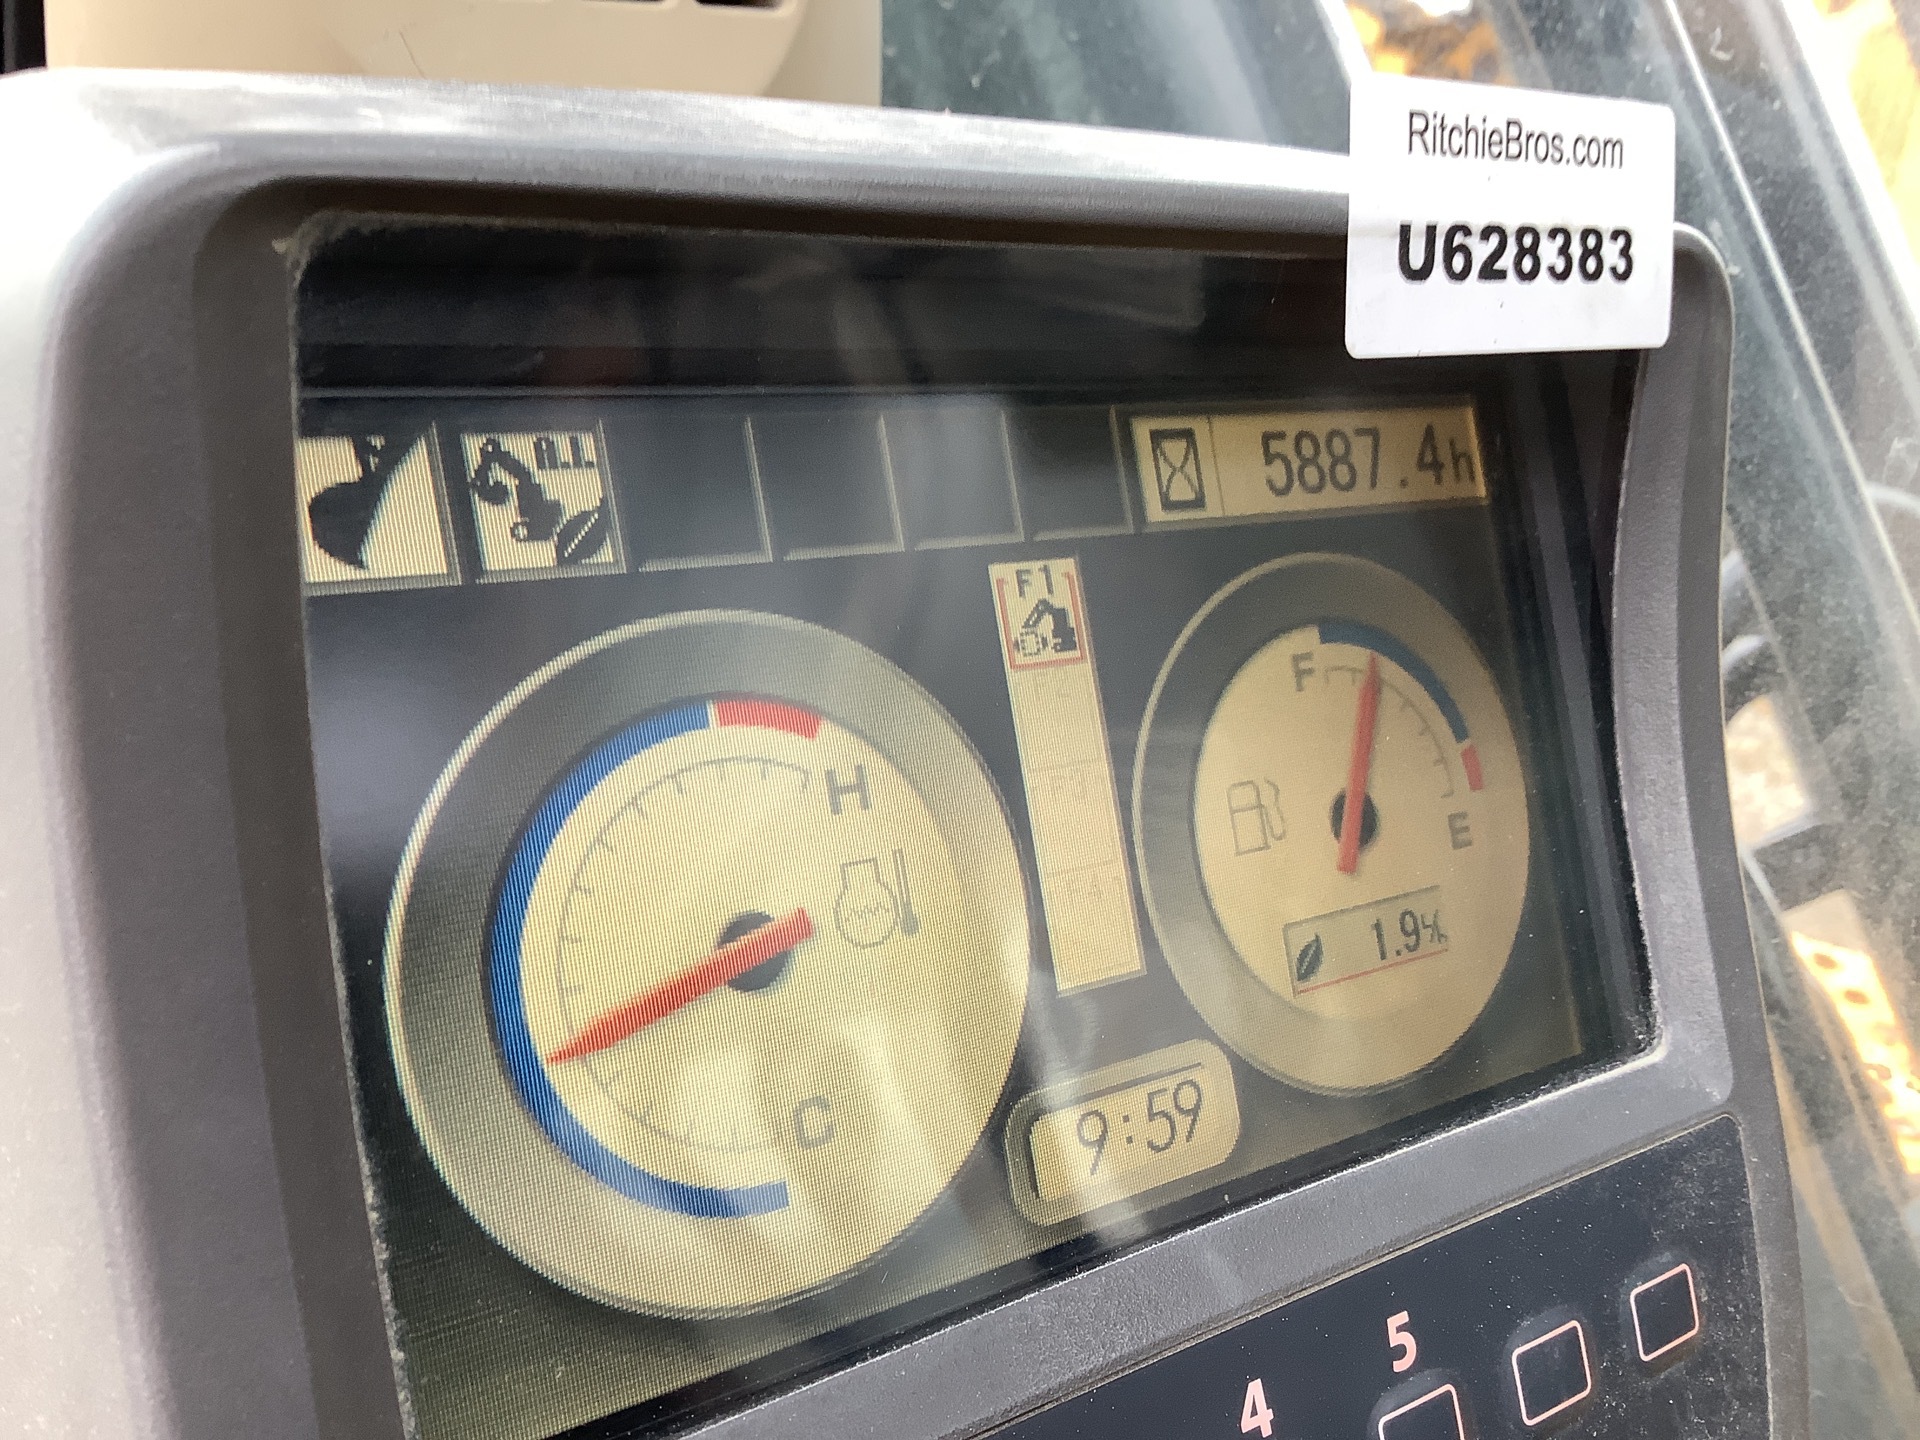 RitchieBros.com
U628383
A.I.
5887.4h
F1
F
H
E
1.9 L/h
C
9:59
5
4